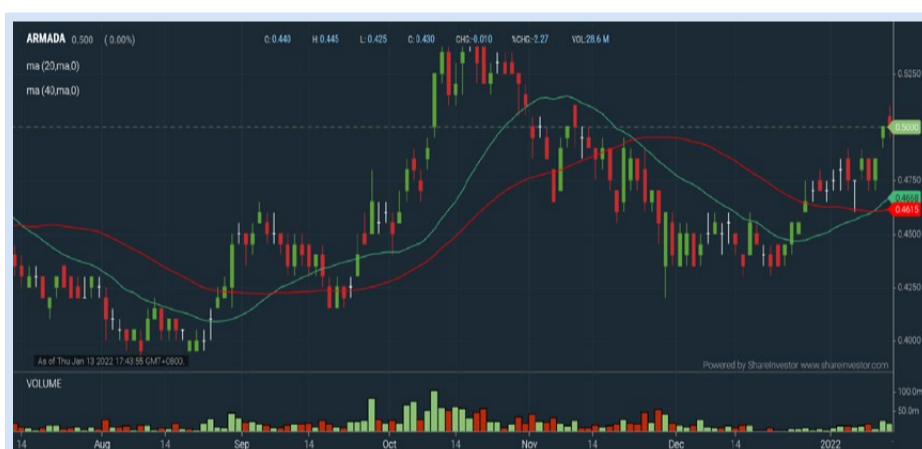 ARMADA 0.500 (0.00%) O:0.440 H:0.445 L:0.425 C:0.430 CHG:-0.010 %CHG:-2.27 VOL:28.6 M
ma (20,ma,0)
ma (40,ma,0)
0.5250
0.5000
0.4750
0.4668
0.4615
0.4500
0.4250
0.4000
As of Thu Jan 13 2022 17:43:55 GMT+0800
Powered by ShareInvestor www.shareinvestor.com
VOLUME
100.0m
50.0m
14 Aug 14 Sep 14 Oct 14 Nov 14 Dec 14 2022